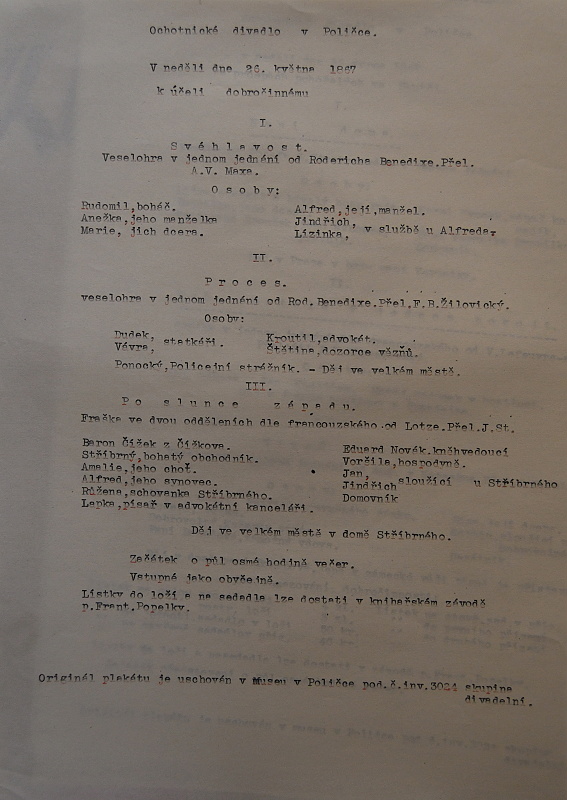 Ochotnické divadlo v Poličce.
V neděli dne 26. května 1867
k účeli dobročinnému
I.
Svéhlavost.
Veselohra v jednom jednání od Rodericha Benedixe.Přel.
A.V. Maxa.
Osoby:
Rudomil,boháč. Alfred,její,manžel.
Anežka,jeho manželka Jindřich,
Marie, jich dcera. Lizinka, v službě u Alfreda.
II.
Proces.
veselohra v jednom jednání od Rod.Benedixe.Přel.F.B.Žilovický.
Osoby:
Dudek, statkáři. Kroutil,advokát.
Vávra, Štětina,dozorce vězňů.
Ponocký,Policejní strážník. - Děj ve velkém městě.
III.
Po slunce západu.
Fraška ve dvou odděleních dle francouzského od Lotze.Přel.J.St.
Baron Čížek z Čížkova. Eduard Novák.kněhvedoucí
Stříbrný,bohatý obchodník. Voršila,hospodyně.
Amalie,jeho choť. Jan,
Alfred,jeho synovec. Jindřich sloužící u Stříbrného
Růžena,schovanka Stříbrného. Domovník
Lapka,písař v advokátní kanceláři.
Děj ve velkém městě v domě Stříbrného.
Začátek o půl osmé hodině večer.
Vstupné jako obyčejně.
Lístky do loží a na sedadla lze dostati v knihařském závodě
p.Frant.Popelky.
Originál plakátu je uschován v Museu v Poličce pod.č.inv.3024 skupina
divadelní.